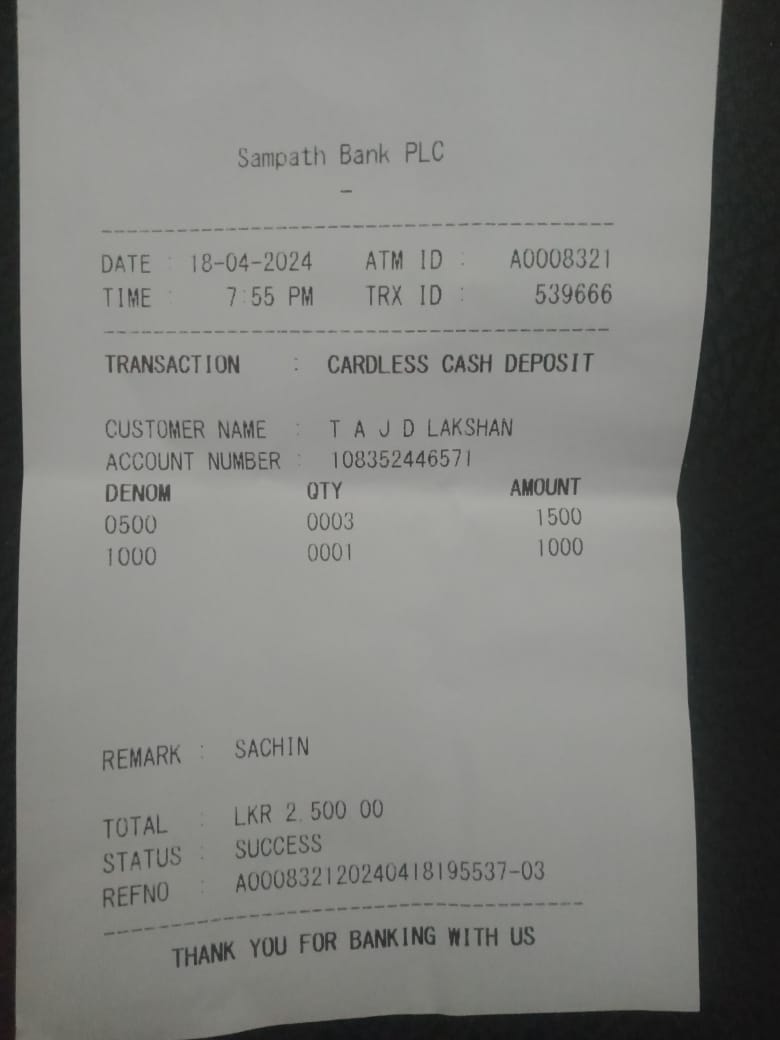 Sampath Bank PLC
-
DATE : 18-04-2024 ATM ID : A0008321
TIME : 7:55 PM TRX ID : 539666
TRANSACTION : CARDLESS CASH DEPOSIT
CUSTOMER NAME : T A J D LAKSHAN
ACCOUNT NUMBER : 108352446571
DENOM QTY AMOUNT
0500 0003 1500
1000 0001 1000
REMARK : SACHIN
TOTAL : LKR 2,500.00
STATUS : SUCCESS
REFNO : A000832120240418195537-03
THANK YOU FOR BANKING WITH US